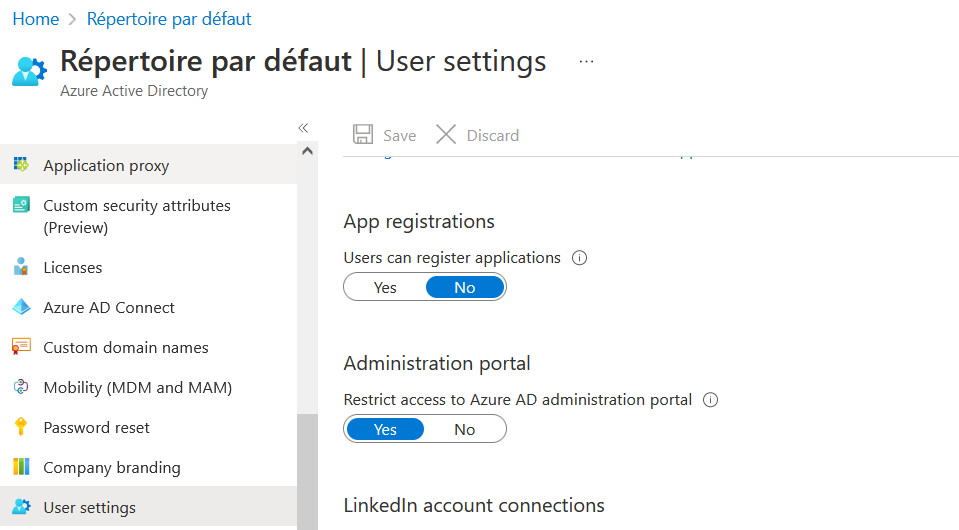 Home > Répertoire par défaut
Répertoire par défaut | User settings ...
Azure Active Directory
«
Application proxy
Custom security attributes
(Preview)
Licenses
Azure AD Connect
Custom domain names
Mobility (MDM and MAM)
Password reset
Company branding
User settings
Save Discard
App registrations
Users can register applications
Yes No
Administration portal
Restrict access to Azure AD administration portal
Yes No
LinkedIn account connections